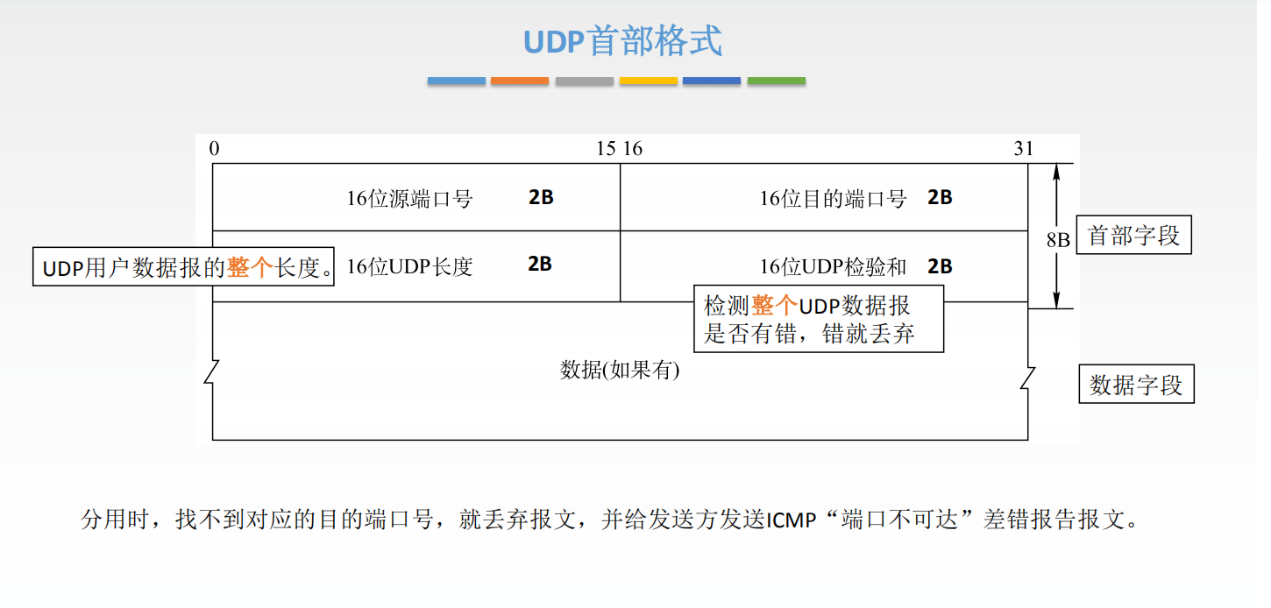 UDP首部格式
0 15 16 31
16位源端口号 2B 16位目的端口号 2B
8B 首部字段
UDP用户数据报的整个长度。 16位UDP长度 2B 16位UDP检验和 2B
检测整个UDP数据报
是否有错，错就丢弃
数据(如果有)
数据字段
分用时，找不到对应的目的端口号，就丢弃报文，并给发送方发送ICMP“端口不可达”差错报告报文。